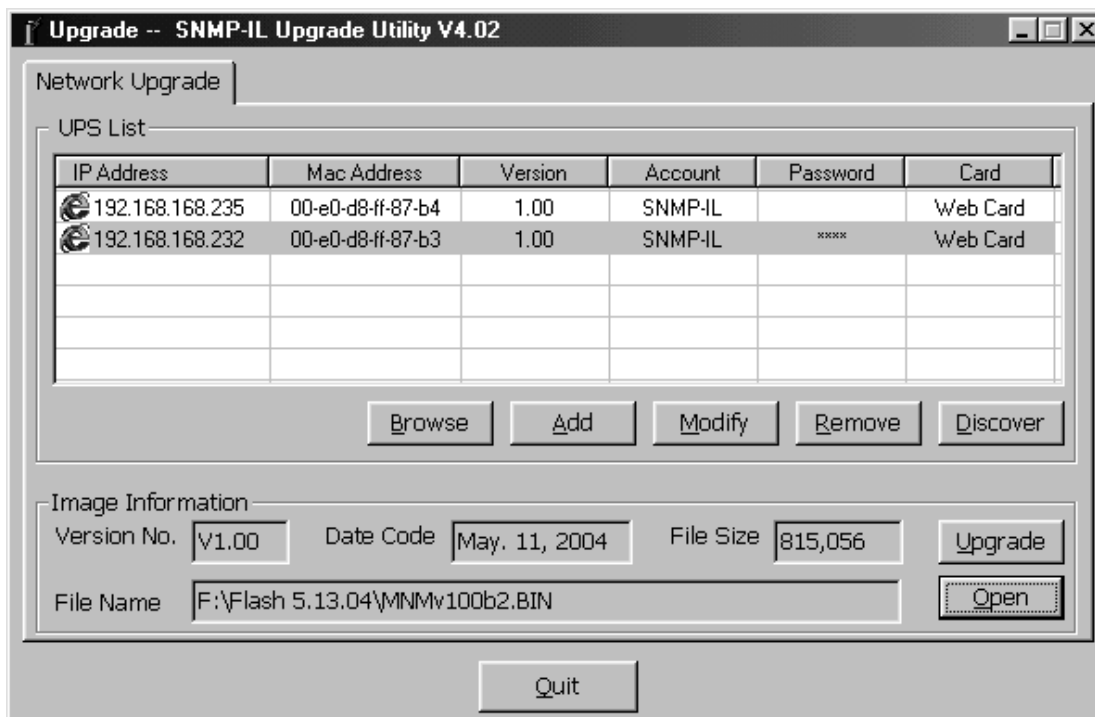 Upgrade -- SNMP-IL Upgrade Utility V4.02
Network Upgrade
UPS List
IP Address Mac Address Version Account Password Card
192.168.168.235 00-e0-d8-ff-87-b4 1.00 SNMP-IL Web Card
192.168.168.232 00-e0-d8-ff-87-b3 1.00 SNMP-IL **** Web Card
Browse Add Modify Remove Discover
Image Information
Version No. V1.00 Date Code May. 11, 2004 File Size 815,056 Upgrade
File Name F:\Flash 5.13.04\MNMv100b2.BIN Open
Quit